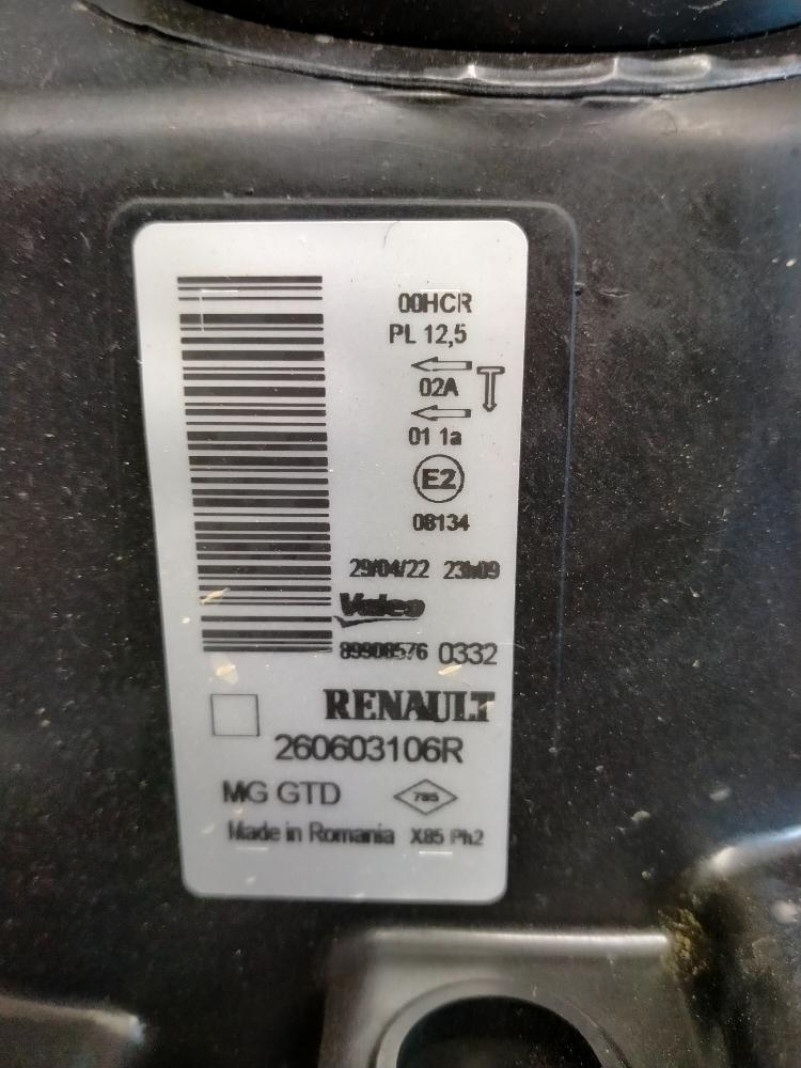 00HCR
PL 12,5
02A
01 1a
E2
08134
29/04/22 23h09
Valeo
89908576 0332
RENAULT
260603106R
MG GTD 785
Made in Romania X85 Ph2